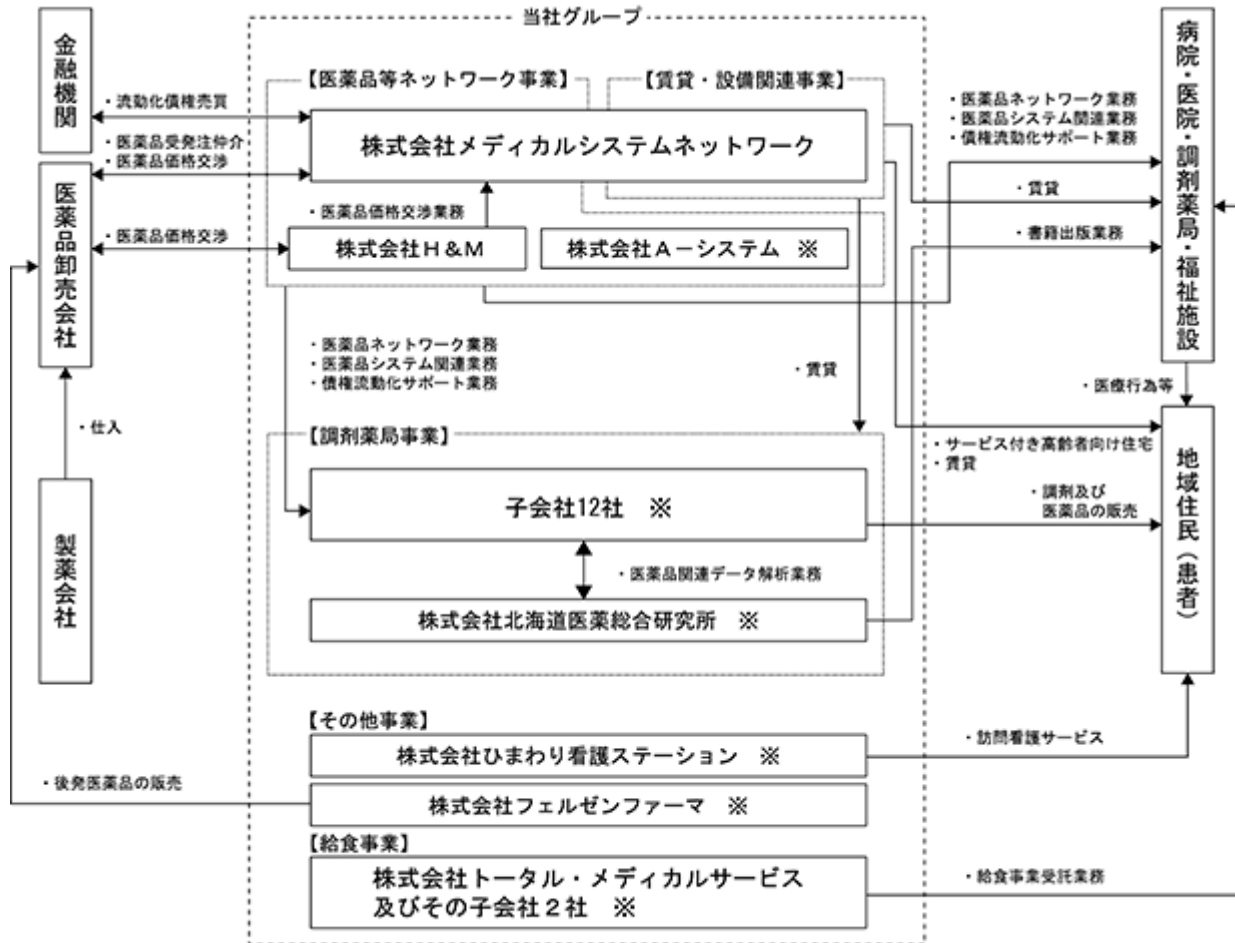 当社グループ
金融機関
医薬品卸売会社
製薬会社
・流動化債権売買
・医薬品受発注仲介
・医薬品価格交渉
・医薬品価格交渉
・仕入
・後発医薬品の販売
【医薬品等ネットワーク事業】
【賃貸・設備関連事業】
株式会社メディカルシステムネットワーク
・医薬品価格交渉業務
株式会社H&M
株式会社A-システム ※
・医薬品ネットワーク業務
・医薬品システム関連業務
・債権流動化サポート業務
・賃貸
【調剤薬局事業】
子会社12社 ※
・医薬品関連データ解析業務
株式会社北海道医薬総合研究所 ※
【その他事業】
株式会社ひまわり看護ステーション ※
株式会社フェルゼンファーマ ※
【給食事業】
株式会社トータル・メディカルサービス
及びその子会社2社 ※
・医薬品ネットワーク業務
・医薬品システム関連業務
・債権流動化サポート業務
・賃貸
・書籍出版業務
・医療行為等
・サービス付き高齢者向け住宅
・賃貸
・調剤及び
医薬品の販売
・訪問看護サービス
・給食事業受託業務
病院・医院・調剤薬局・福祉施設
地域住民(患者)